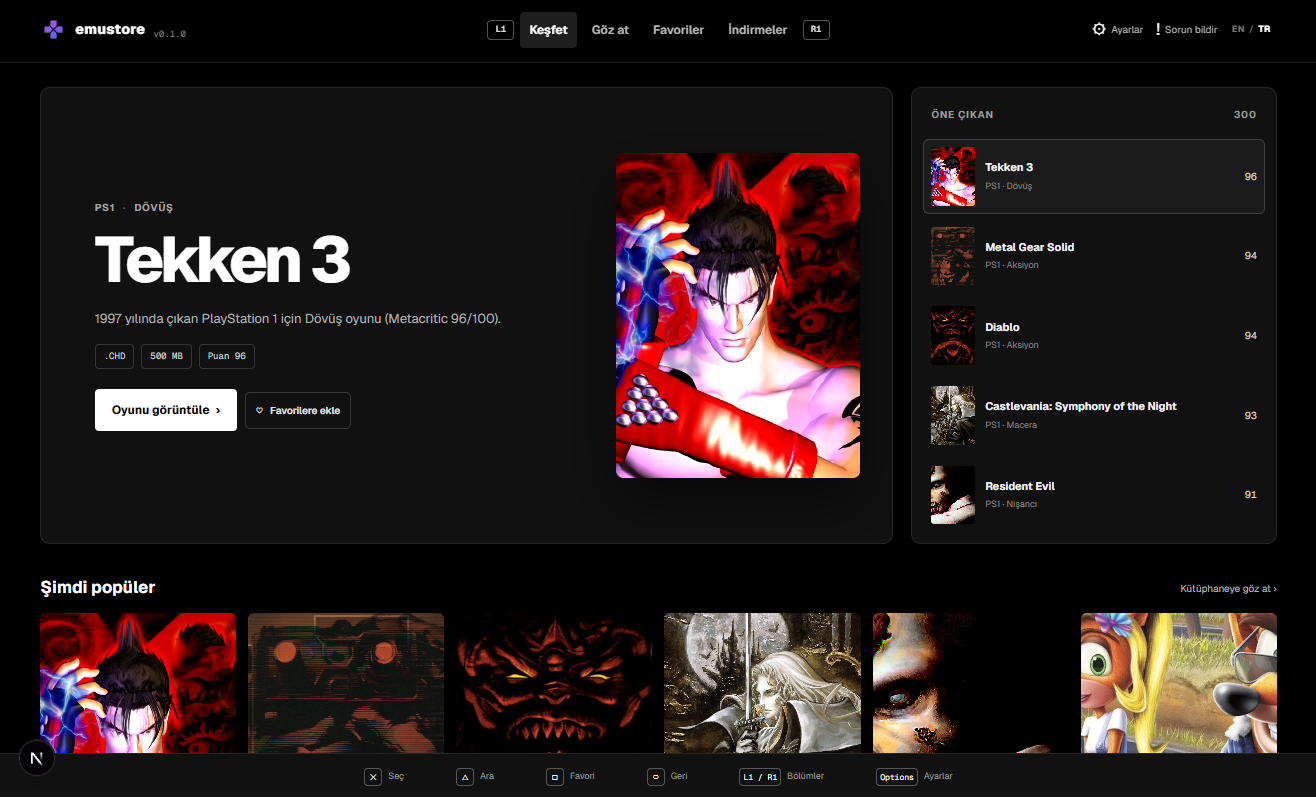 emustore v0.1.0
L1 Keşfet Göz at Favoriler İndirmeler R1
Ayarlar Sorun bildir EN / TR
PS1 · DÖVÜŞ
Tekken 3
1997 yılında çıkan PlayStation 1 için Dövüş oyunu (Metacritic 96/100).
.CHD 500 MB Puan 96
Oyunu görüntüle ›
Favorilere ekle
ÖNE ÇIKAN 300
Tekken 3
PS1 · Dövüş
96
Metal Gear Solid
PS1 · Aksiyon
94
Diablo
PS1 · Aksiyon
94
Castlevania: Symphony of the Night
PS1 · Macera
93
Resident Evil
PS1 · Nişancı
91
Şimdi popüler
Kütüphaneye göz at ›
N
Seç
Ara
Favori
Geri
L1 / R1 Bölümler
Options Ayarlar